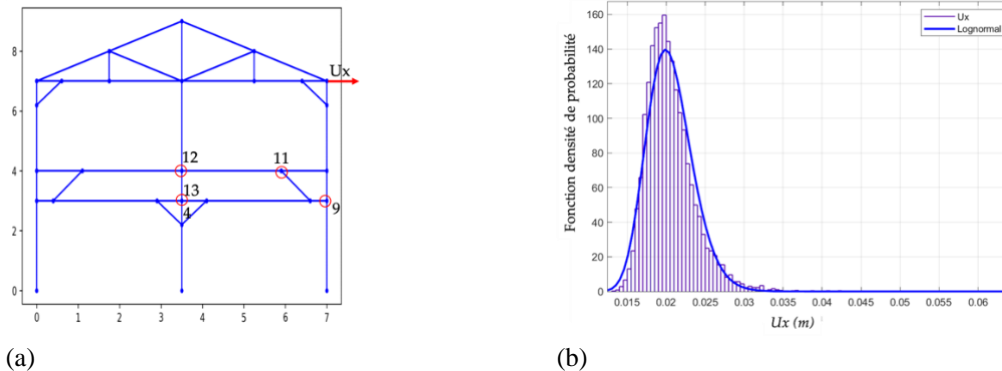 Ux
8
6
4
2
0
0 1 2 3 4 5 6 7
12
11
13
4
9
(a)
160
140
120
100
80
60
40
20
0
0.015 0.02 0.025 0.03 0.035 0.04 0.045 0.05 0.055 0.06
Fonction densité de probabilité
Ux (m)
Ux
Lognormal
(b)